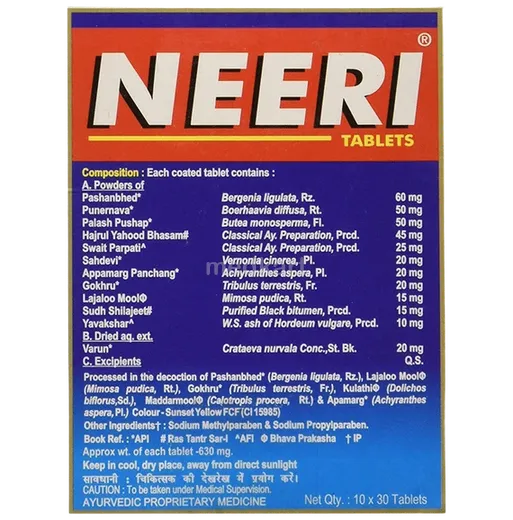 NEERI®
TABLETS
Composition : Each coated tablet contains :
A. Powders of
Pashanbhed* Bergenia ligulata, Rz. 60 mg
Punernava* Boerhaavia diffusa, Rt. 50 mg
Palash Pushap* Butea monosperma, Fl. 50 mg
Hajrul Yahood Bhasam# Classical Ay. Preparation, Prcd. 45 mg
Swait Parpati^ Classical Ay. Preparation, Prcd. 25 mg
Sahdevi* Vernonia cinerea, Pl. 20 mg
medikart
Appamarg Panchang* Achyranthes aspera, Pl. 20 mg
Gokhru* Tribulus terrestris, Fr. 20 mg
Lajaloo MoolΦ Mimosa pudica, Rt. 15 mg
Sudh Shilajeet# Purified Black bitumen, Prcd. 15 mg
Yavakshar^ W.S. ash of Hordeum vulgare, Prcd. 10 mg
B. Dried aq. ext.
Varun* Crataeva nurvala Conc.,St. Bk. 20 mg
C. Excipients Q.S.
Processed in the decoction of Pashanbhed* (Bergenia ligulata, Rz.), Lajaloo MoolΦ
(Mimosa pudica, Rt.), Gokhru* (Tribulus terrestris, Fr.), KulathiΦ (Dolichos
biflorus,Sd.), MaddarmoolΦ (Calotropis procera, Rt.) & Apamarg* (Achyranthes
aspera,Pl.) Colour - Sunset Yellow FCF(CI 15985)
Other Ingredients† : Sodium Methylparaben & Sodium Propylparaben.
Book Ref. : *API # Ras Tantr Sar-I ^AFI Φ Bhava Prakasha † IP
Approx wt. of each tablet -630 mg.
Keep in cool, dry place, away from direct sunlight
सावधानी : चिकित्सक की देखरेख में प्रयोग करें।
CAUTION : To be taken under Medical Supervision.
AYURVEDIC PROPRIETARY MEDICINE Net Qty. : 10 x 30 Tablets